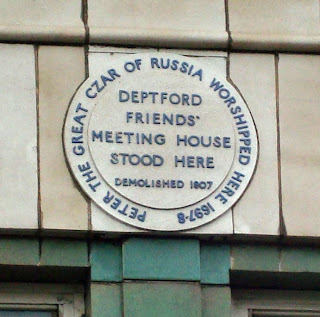 PETER THE GREAT CZAR OF RUSSIA WORSHIPPED HERE 1697-8
DEPTFORD
FRIENDS'
MEETING HOUSE
STOOD HERE
DEMOLISHED 1907